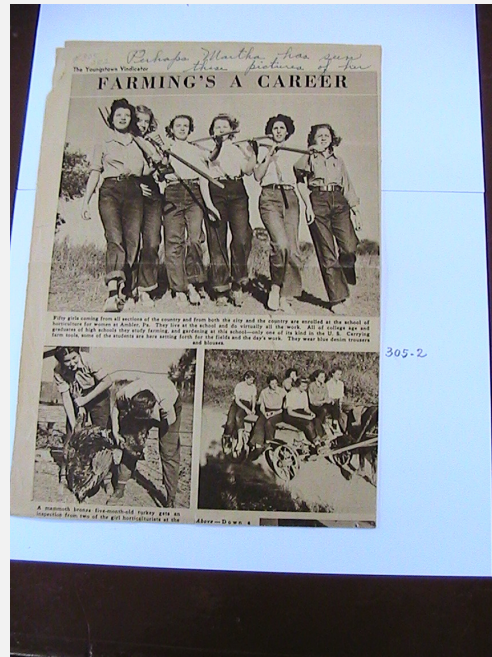 Perhaps Martha has seen
these pictures of her
The Youngstown Vindicator
FARMING'S A CAREER
Fifty girls coming from all sections of the country and from both the city and the country are enrolled at the school of
horticulture for women at Ambler, Pa. They live at the school and do virtually all the work. All of college age and
graduates of high schools they study farming, and gardening at this school—only one of its kind in the U. S. Carrying
farm tools, some of the students are here setting forth for the fields and the day's work. They wear blue denim trousers
and blouses.
305-2
A mammoth bronze five-month-old turkey gets an
inspection from two of the girl horticulturists at the
Above—Down a